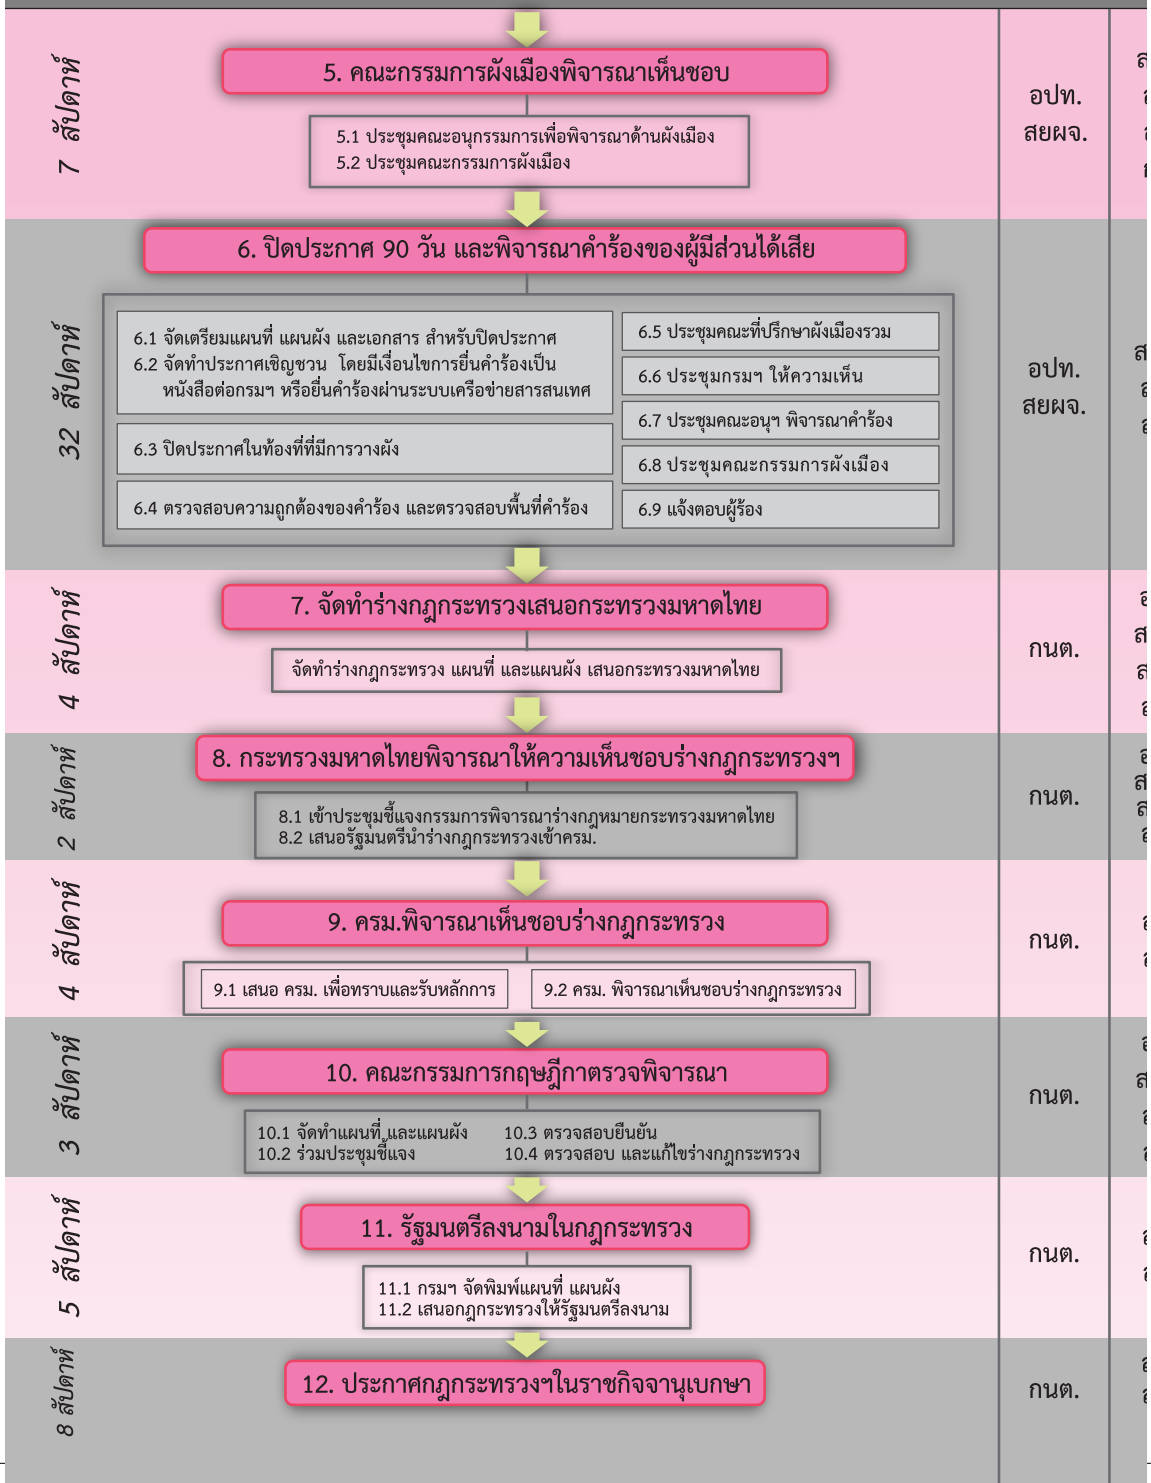 7 สัปดาห์
5. คณะกรรมการผังเมืองพิจารณาเห็นชอบ
5.1 ประชุมคณะอนุกรรมการเพื่อพิจารณาด้านผังเมือง
5.2 ประชุมคณะกรรมการผังเมือง
อปท.
สยผจ.
32 สัปดาห์
6. ปิดประกาศ 90 วัน และพิจารณาคำร้องของผู้มีส่วนได้เสีย
6.1 จัดเตรียมแผนที่ แผนผัง และเอกสาร สำหรับปิดประกาศ
6.2 จัดทำประกาศเชิญชวน โดยมีเงื่อนไขการยื่นคำร้องเป็น
หนังสือต่อกรมฯ หรือยื่นคำร้องผ่านระบบเครือข่ายสารสนเทศ
6.3 ปิดประกาศในท้องที่ที่มีการวางผัง
6.4 ตรวจสอบความถูกต้องของคำร้อง และตรวจสอบพื้นที่คำร้อง
6.5 ประชุมคณะที่ปรึกษาผังเมืองรวม
6.6 ประชุมกรมฯ ให้ความเห็น
6.7 ประชุมคณะอนุฯ พิจารณาคำร้อง
6.8 ประชุมคณะกรรมการผังเมือง
6.9 แจ้งตอบผู้ร้อง
อปท.
สยผจ.
4 สัปดาห์
7. จัดทำร่างกฎกระทรวงเสนอกระทรวงมหาดไทย
จัดทำร่างกฎกระทรวง แผนที่ และแผนผัง เสนอกระทรวงมหาดไทย
กนต.
2 สัปดาห์
8. กระทรวงมหาดไทยพิจารณาให้ความเห็นชอบร่างกฎกระทรวงฯ
8.1 เข้าประชุมชี้แจงกรรมการพิจารณาร่างกฎหมายกระทรวงมหาดไทย
8.2 เสนอรัฐมนตรีนำร่างกฎกระทรวงเข้าครม.
กนต.
4 สัปดาห์
9. ครม.พิจารณาเห็นชอบร่างกฎกระทรวง
9.1 เสนอ ครม. เพื่อทราบและรับหลักการ
9.2 ครม. พิจารณาเห็นชอบร่างกฎกระทรวง
กนต.
3 สัปดาห์
10. คณะกรรมการกฤษฎีกาตรวจพิจารณา
10.1 จัดทำแผนที่ และแผนผัง
10.2 ร่วมประชุมชี้แจง
10.3 ตรวจสอบยืนยัน
10.4 ตรวจสอบ และแก้ไขร่างกฎกระทรวง
กนต.
5 สัปดาห์
11. รัฐมนตรีลงนามในกฎกระทรวง
11.1 กรมฯ จัดพิมพ์แผนที่ แผนผัง
11.2 เสนอกฎกระทรวงให้รัฐมนตรีลงนาม
กนต.
8 สัปดาห์
12. ประกาศกฎกระทรวงฯในราชกิจจานุเบกษา
กนต.